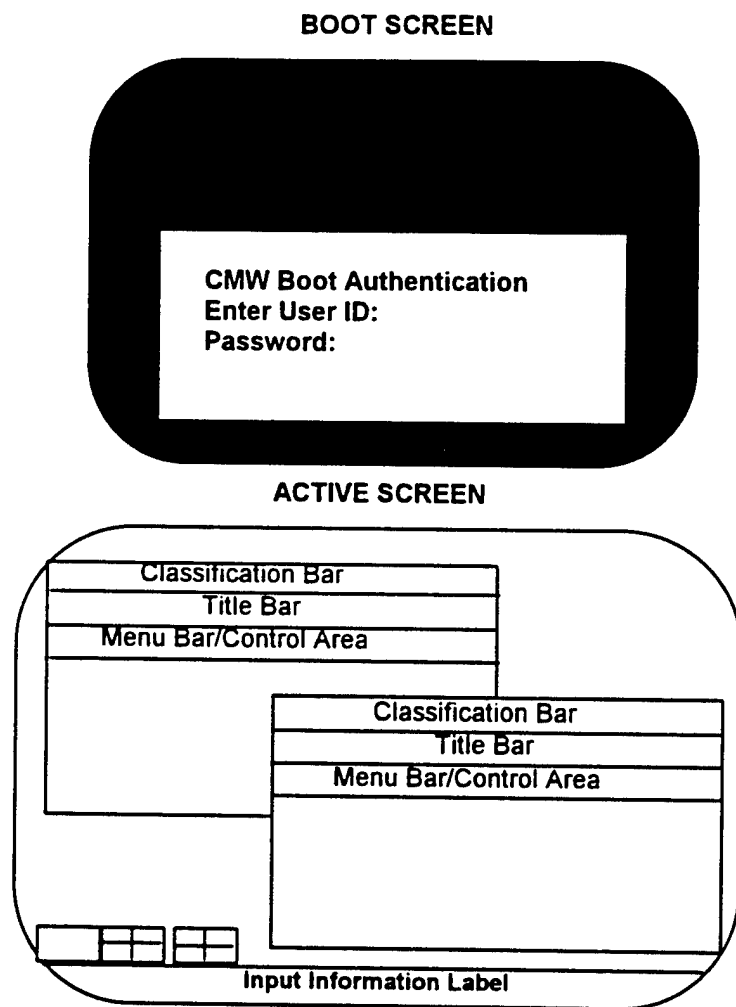 BOOT SCREEN
CMW Boot Authentication
Enter User ID:
Password:
ACTIVE SCREEN
Classification Bar
Title Bar
Menu Bar/Control Area
Classification Bar
Title Bar
Menu Bar/Control Area
Input Information Label